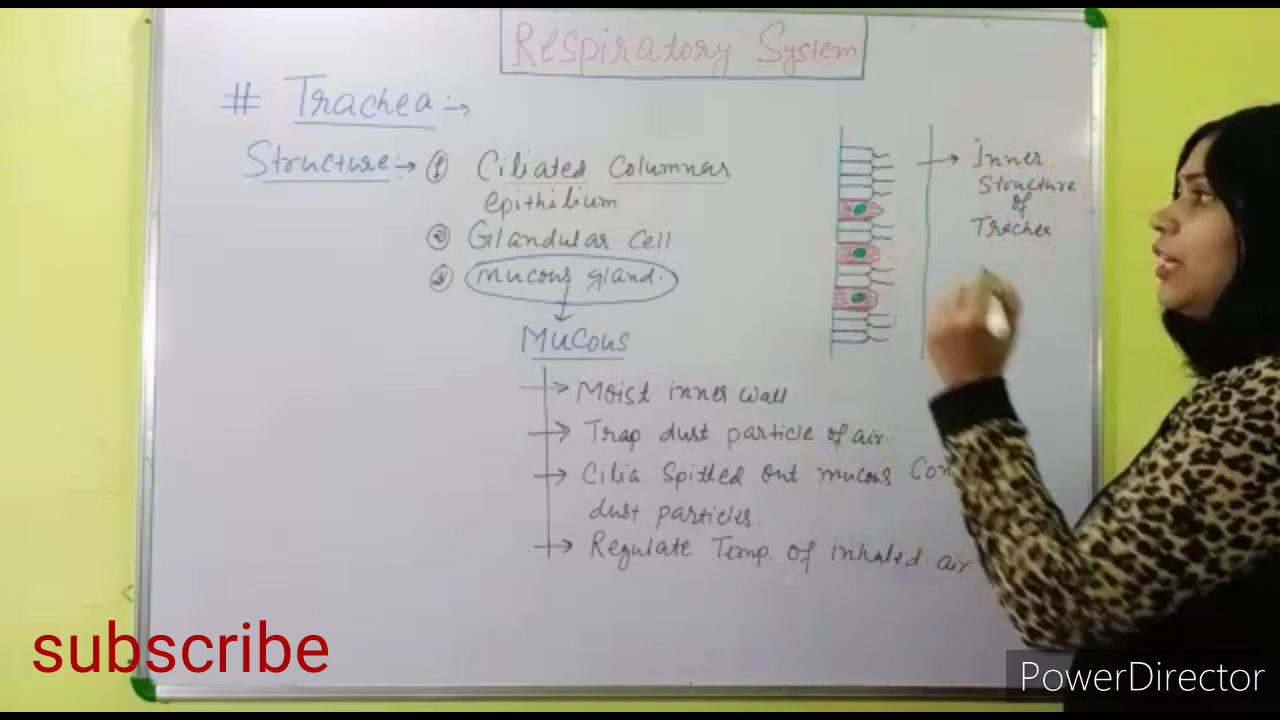 Respiratory System
# Trachea :→
Structure :→ ① Ciliated Columnar
epithilium
② Glandular Cell
③ Mucous gland.
Mucous
→ Moist inner wall
→ Trap dust particle of air.
→ Cilia Spitted out mucous Con
dust particles.
→ Regulate Temp. of inhaled air
→ Inner
Structure
of
Trachea
subscribe
PowerDirector